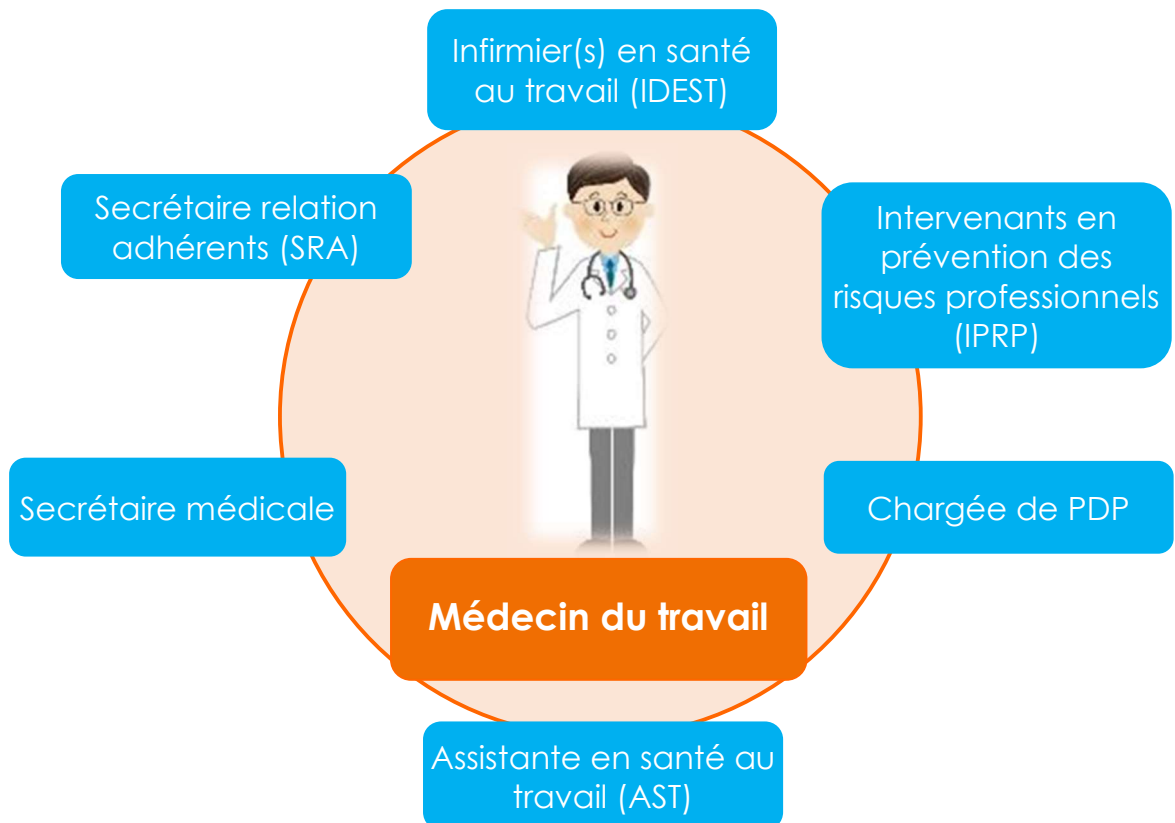 Infirmier(s) en santé
au travail (IDEST)
Secrétaire relation
adhérents (SRA)
Intervenants en
prévention des
risques professionnels
(IPRP)
Secrétaire médicale
Chargée de PDP
Médecin du travail
Assistante en santé au
travail (AST)